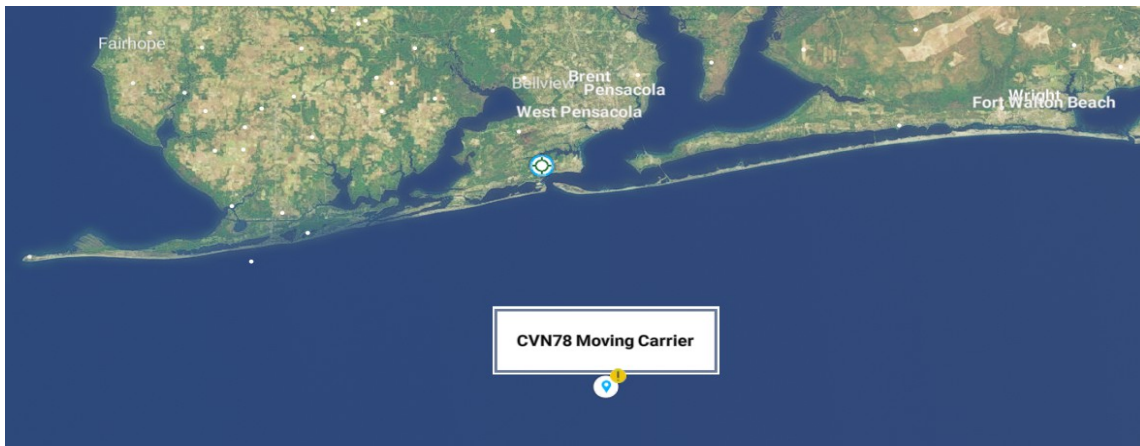 Fairhope
Brent
Bellview
Pensacola
West Pensacola
Wright
Fort Walton Beach
CVN78 Moving Carrier